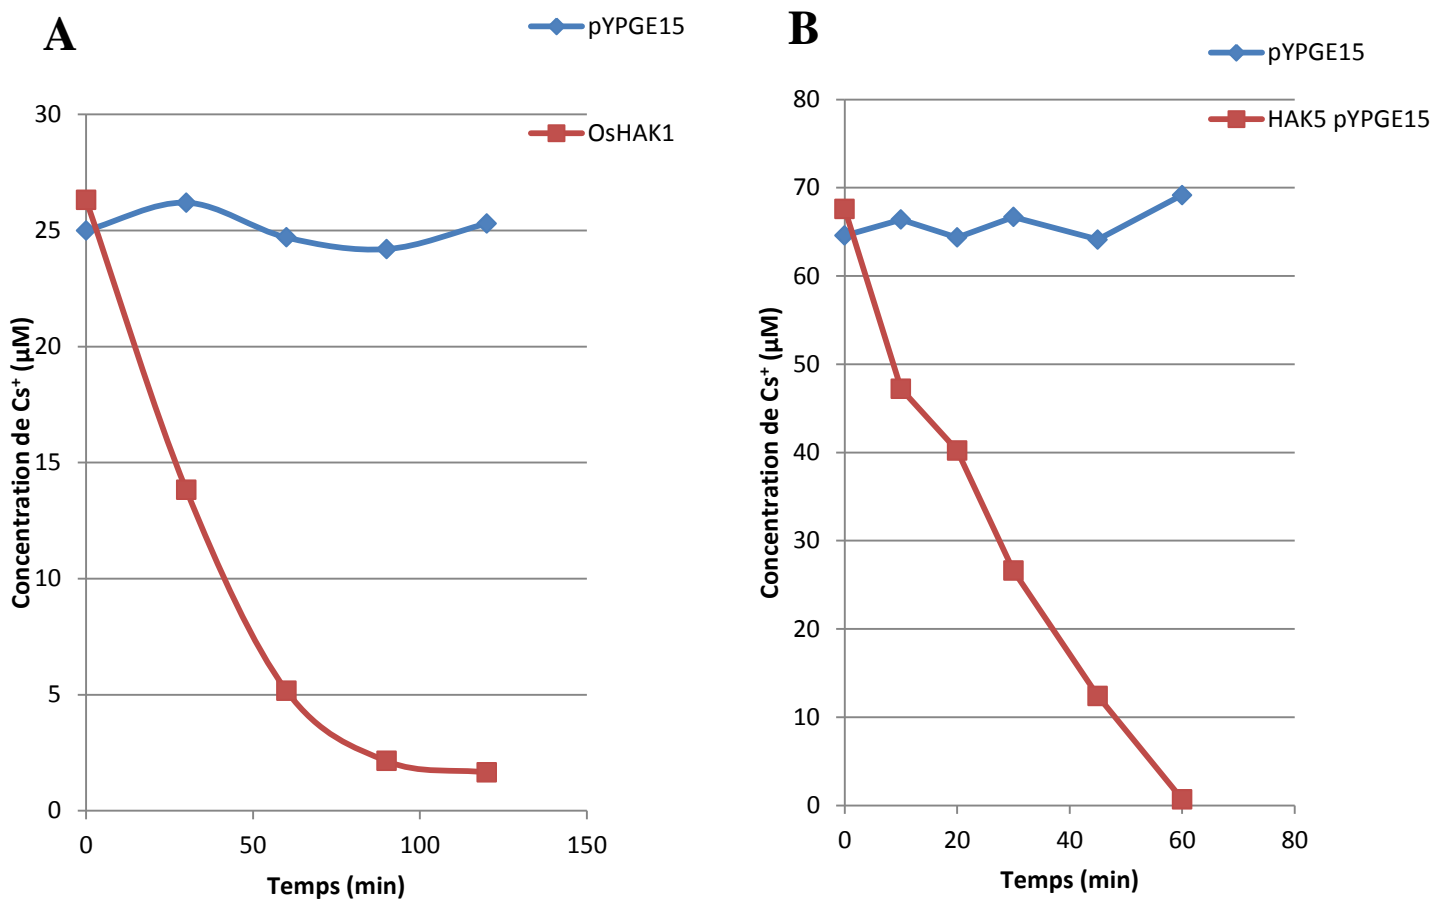 A
pYPGE15
OsHAK1
30
25
20
15
10
5
0
0 50 100 150
Concentration de Cs⁺ (µM)
Temps (min)
B
pYPGE15
HAK5 pYPGE15
80
70
60
50
40
30
20
10
0
0 20 40 60 80
Concentration de Cs⁺ (µM)
Temps (min)